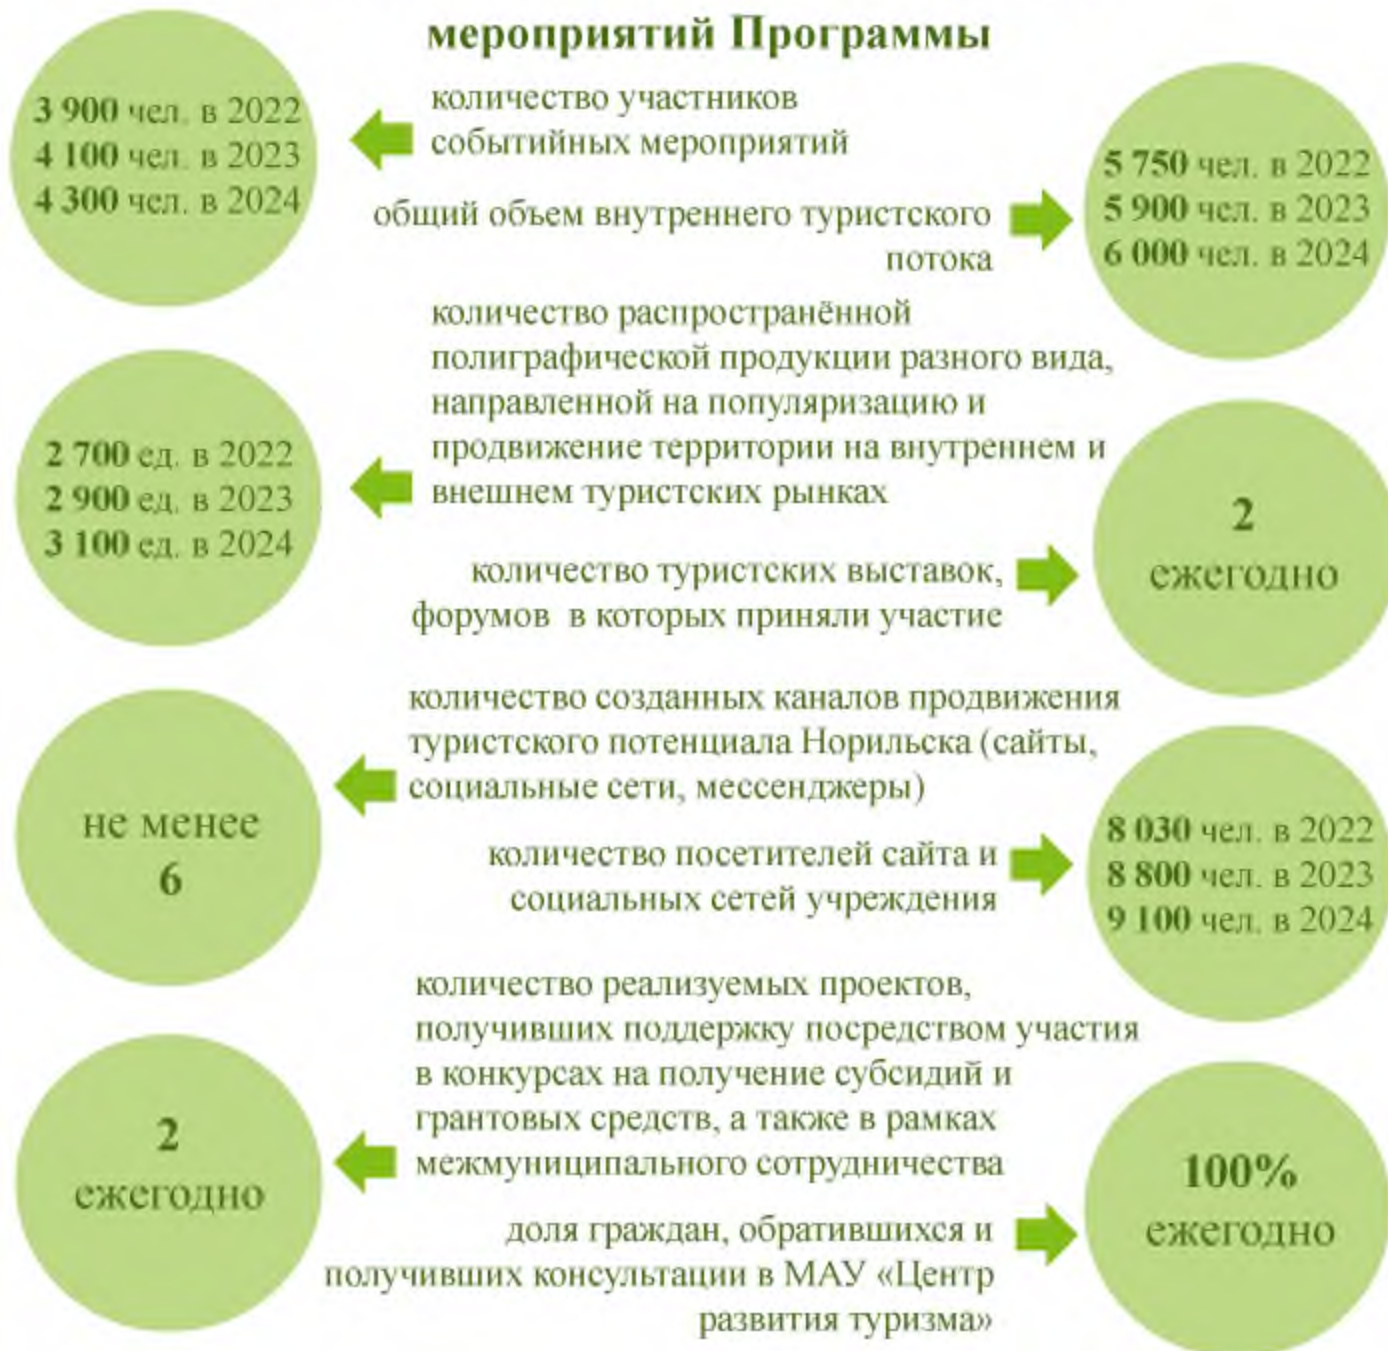 мероприятий Программы
3 900 чел. в 2022
4 100 чел. в 2023
4 300 чел. в 2024
количество участников
событийных мероприятий
общий объем внутреннего туристского
потока
5 750 чел. в 2022
5 900 чел. в 2023
6 000 чел. в 2024
количество распространённой
полиграфической продукции разного вида,
направленной на популяризацию и
продвижение территории на внутреннем и
внешнем туристских рынках
2 700 ед. в 2022
2 900 ед. в 2023
3 100 ед. в 2024
количество туристских выставок,
форумов в которых приняли участие
2
ежегодно
количество созданных каналов продвижения
туристского потенциала Норильска (сайты,
социальные сети, мессенджеры)
не менее
6
количество посетителей сайта и
социальных сетей учреждения
8 030 чел. в 2022
8 800 чел. в 2023
9 100 чел. в 2024
количество реализуемых проектов,
получивших поддержку посредством участия
в конкурсах на получение субсидий и
грантовых средств, а также в рамках
межмуниципального сотрудничества
2
ежегодно
доля граждан, обратившихся и
получивших консультации в МАУ «Центр
развития туризма»
100%
ежегодно